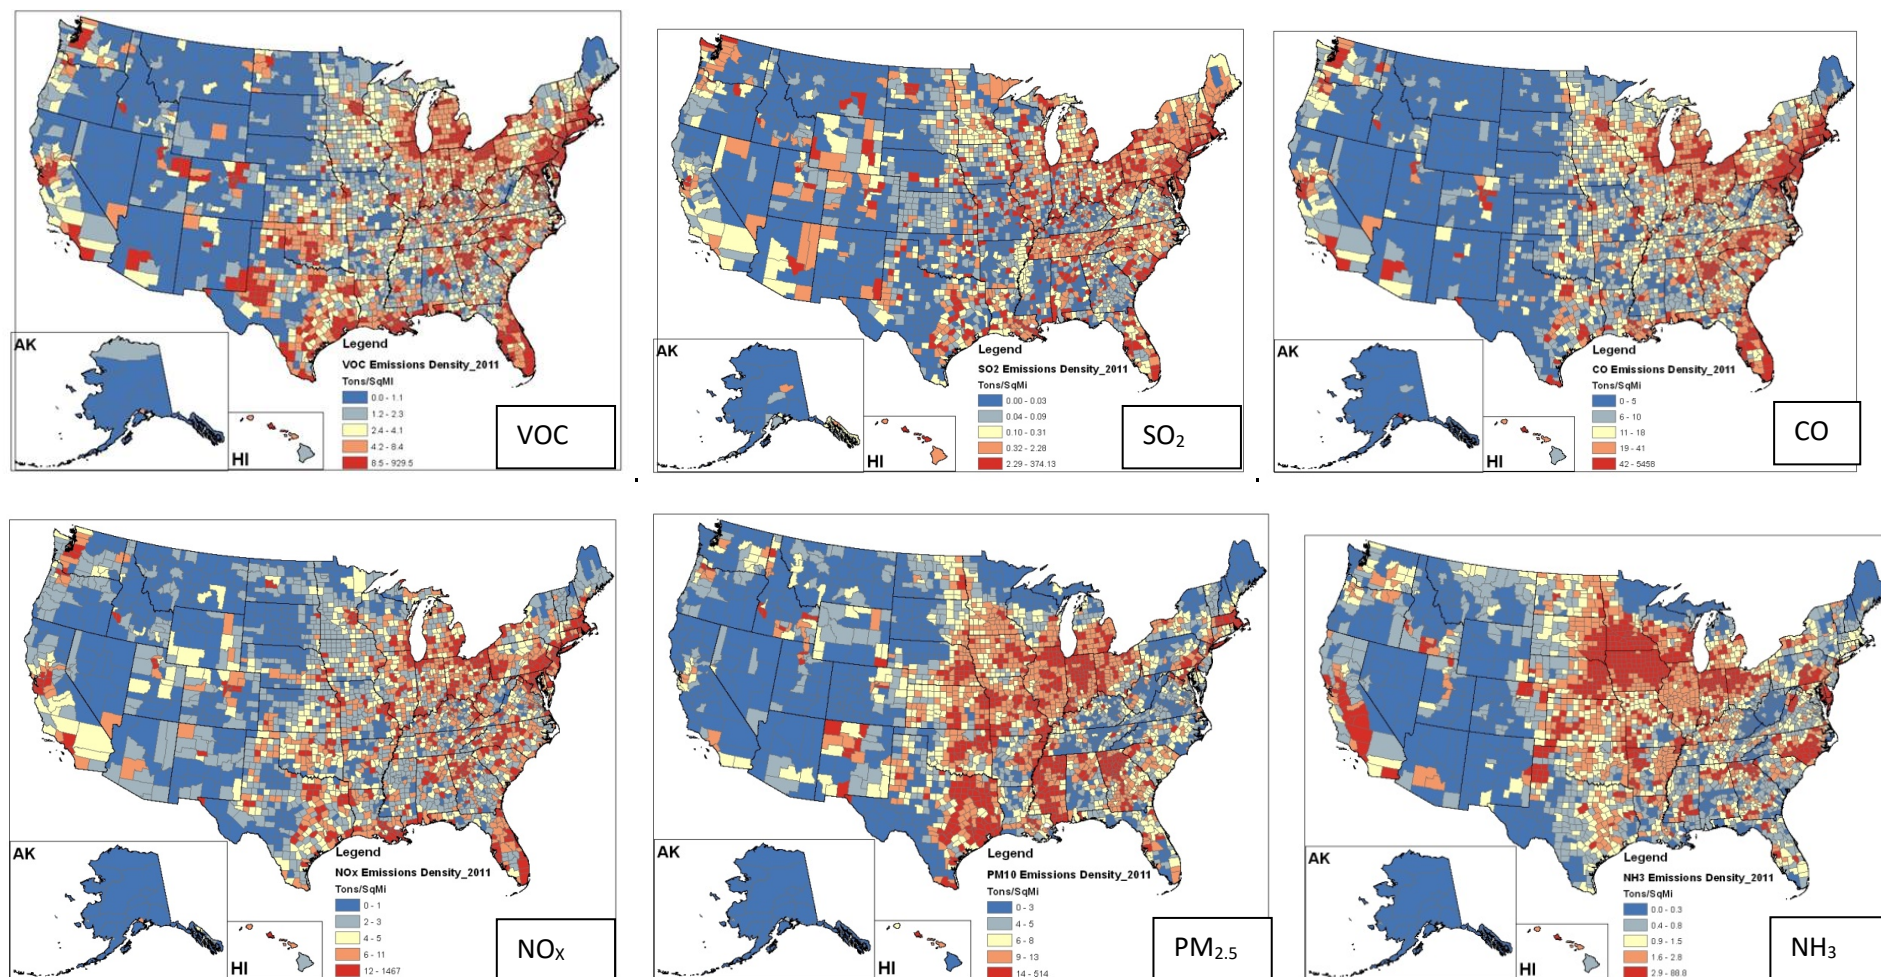 AK
HI
Legend
VOC Emissions Density_2011
Tons/SqMI
0.0 - 1.1
1.2 - 2.3
2.4 - 4.1
4.2 - 8.4
8.5 - 929.5
VOC
AK
HI
Legend
SO2 Emissions Density_2011
Tons/SqMi
0.00 - 0.03
0.04 - 0.09
0.10 - 0.31
0.32 - 2.28
2.29 - 374.13
SO₂
AK
HI
Legend
CO Emissions Density_2011
Tons/SqMi
0 - 5
6 - 10
11 - 18
19 - 41
42 - 5458
CO
AK
HI
Legend
NOx Emissions Density_2011
Tons/SqMi
0 - 1
2 - 3
4 - 5
6 - 11
12 - 1467
NOₓ
AK
HI
Legend
PM10 Emissions Density_2011
Tons/SqMi
0 - 3
4 - 5
6 - 8
9 - 13
14 - 514
PM₂.₅
AK
HI
Legend
NH3 Emissions Density_2011
Tons/SqMi
0.0 - 0.3
0.4 - 0.8
0.9 - 1.5
1.6 - 2.8
2.9 - 88.8
NH₃